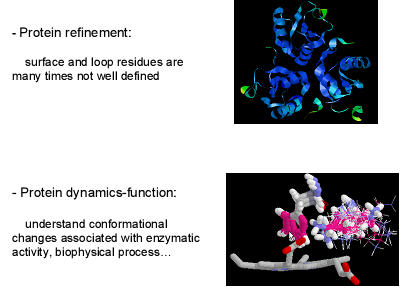 - Protein refinement:
surface and loop residues are
many times not well defined
- Protein dynamics-function:
understand conformational
changes associated with enzymatic
activity, biophysical process...